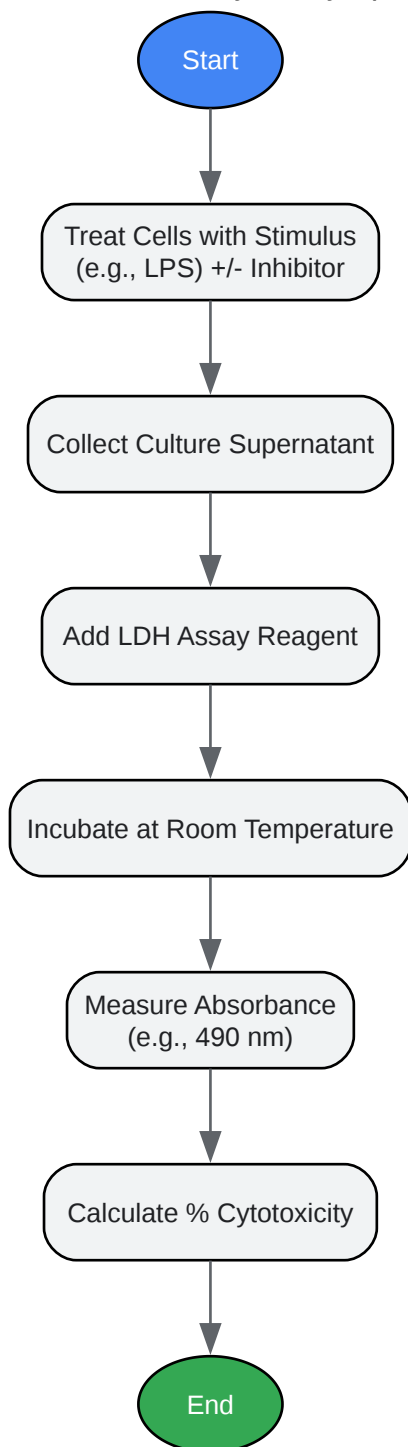 Start
Treat Cells with Stimulus
(e.g., LPS) +/- Inhibitor
Collect Culture Supernatant
Add LDH Assay Reagent
Incubate at Room Temperature
Measure Absorbance
(e.g., 490 nm)
Calculate % Cytotoxicity
End